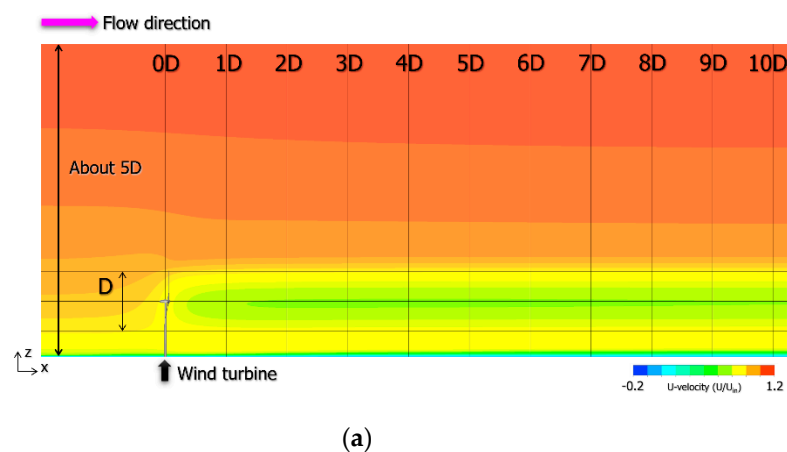 Flow direction
0D 1D 2D 3D 4D 5D 6D 7D 8D 9D 10D
About 5D
D
z
x
Wind turbine
-0.2 U-velocity (U/Uin) 1.2
(a)